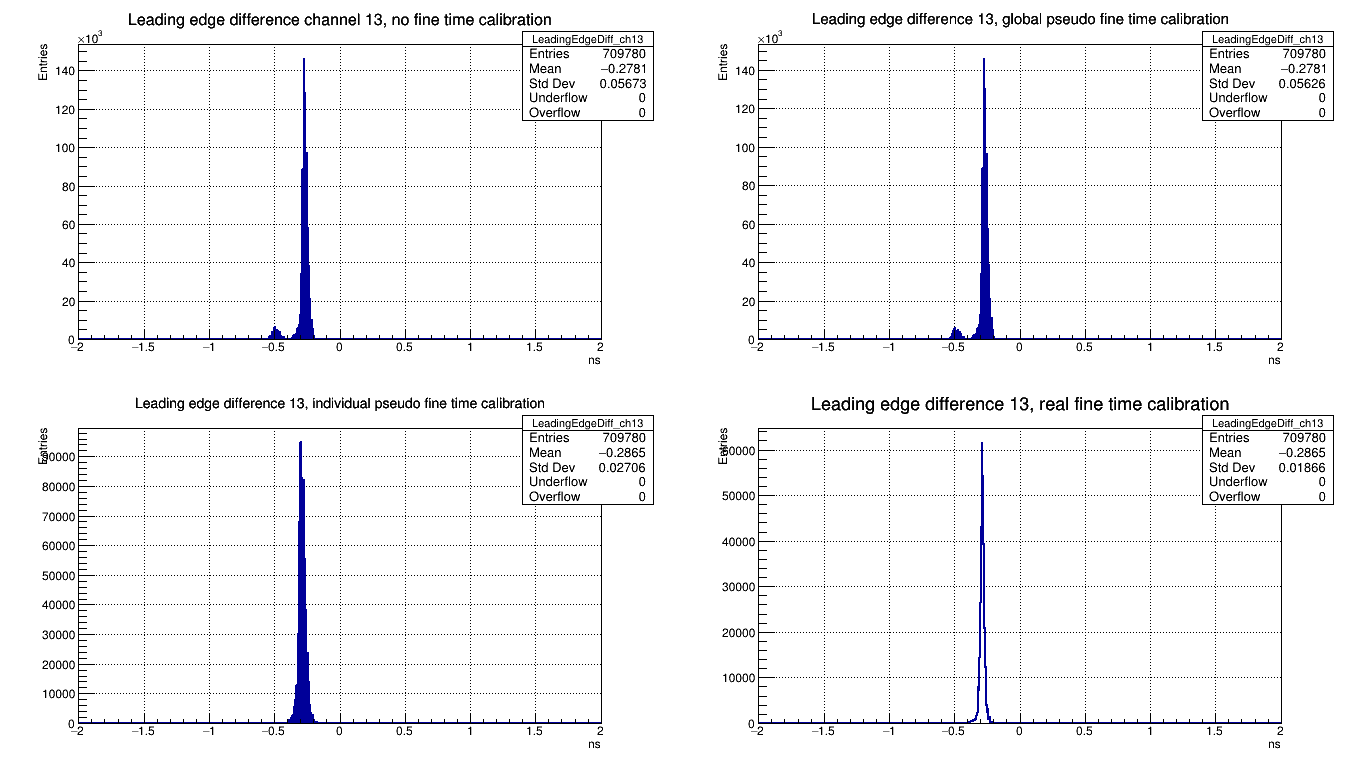 Leading edge difference channel 13, no fine time calibration
×10³
Entries
LeadingEdgeDiff_ch13
Entries 709780
Mean −0.2781
Std Dev 0.05673
Underflow 0
Overflow 0
140
120
100
80
60
40
20
0
−2 −1.5 −1 −0.5 0 0.5 1 1.5 2
ns
Leading edge difference 13, global pseudo fine time calibration
×10³
Entries
LeadingEdgeDiff_ch13
Entries 709780
Mean −0.2781
Std Dev 0.05626
Underflow 0
Overflow 0
140
120
100
80
60
40
20
0
−2 −1.5 −1 −0.5 0 0.5 1 1.5 2
ns
Leading edge difference 13, individual pseudo fine time calibration
Entries
LeadingEdgeDiff_ch13
Entries 709780
Mean −0.2865
Std Dev 0.02706
Underflow 0
Overflow 0
90000
80000
70000
60000
50000
40000
30000
20000
10000
0
−2 −1.5 −1 −0.5 0 0.5 1 1.5 2
ns
Leading edge difference 13, real fine time calibration
Entries
LeadingEdgeDiff_ch13
Entries 709780
Mean −0.2865
Std Dev 0.01866
Underflow 0
Overflow 0
60000
50000
40000
30000
20000
10000
0
−2 −1.5 −1 −0.5 0 0.5 1 1.5 2
ns